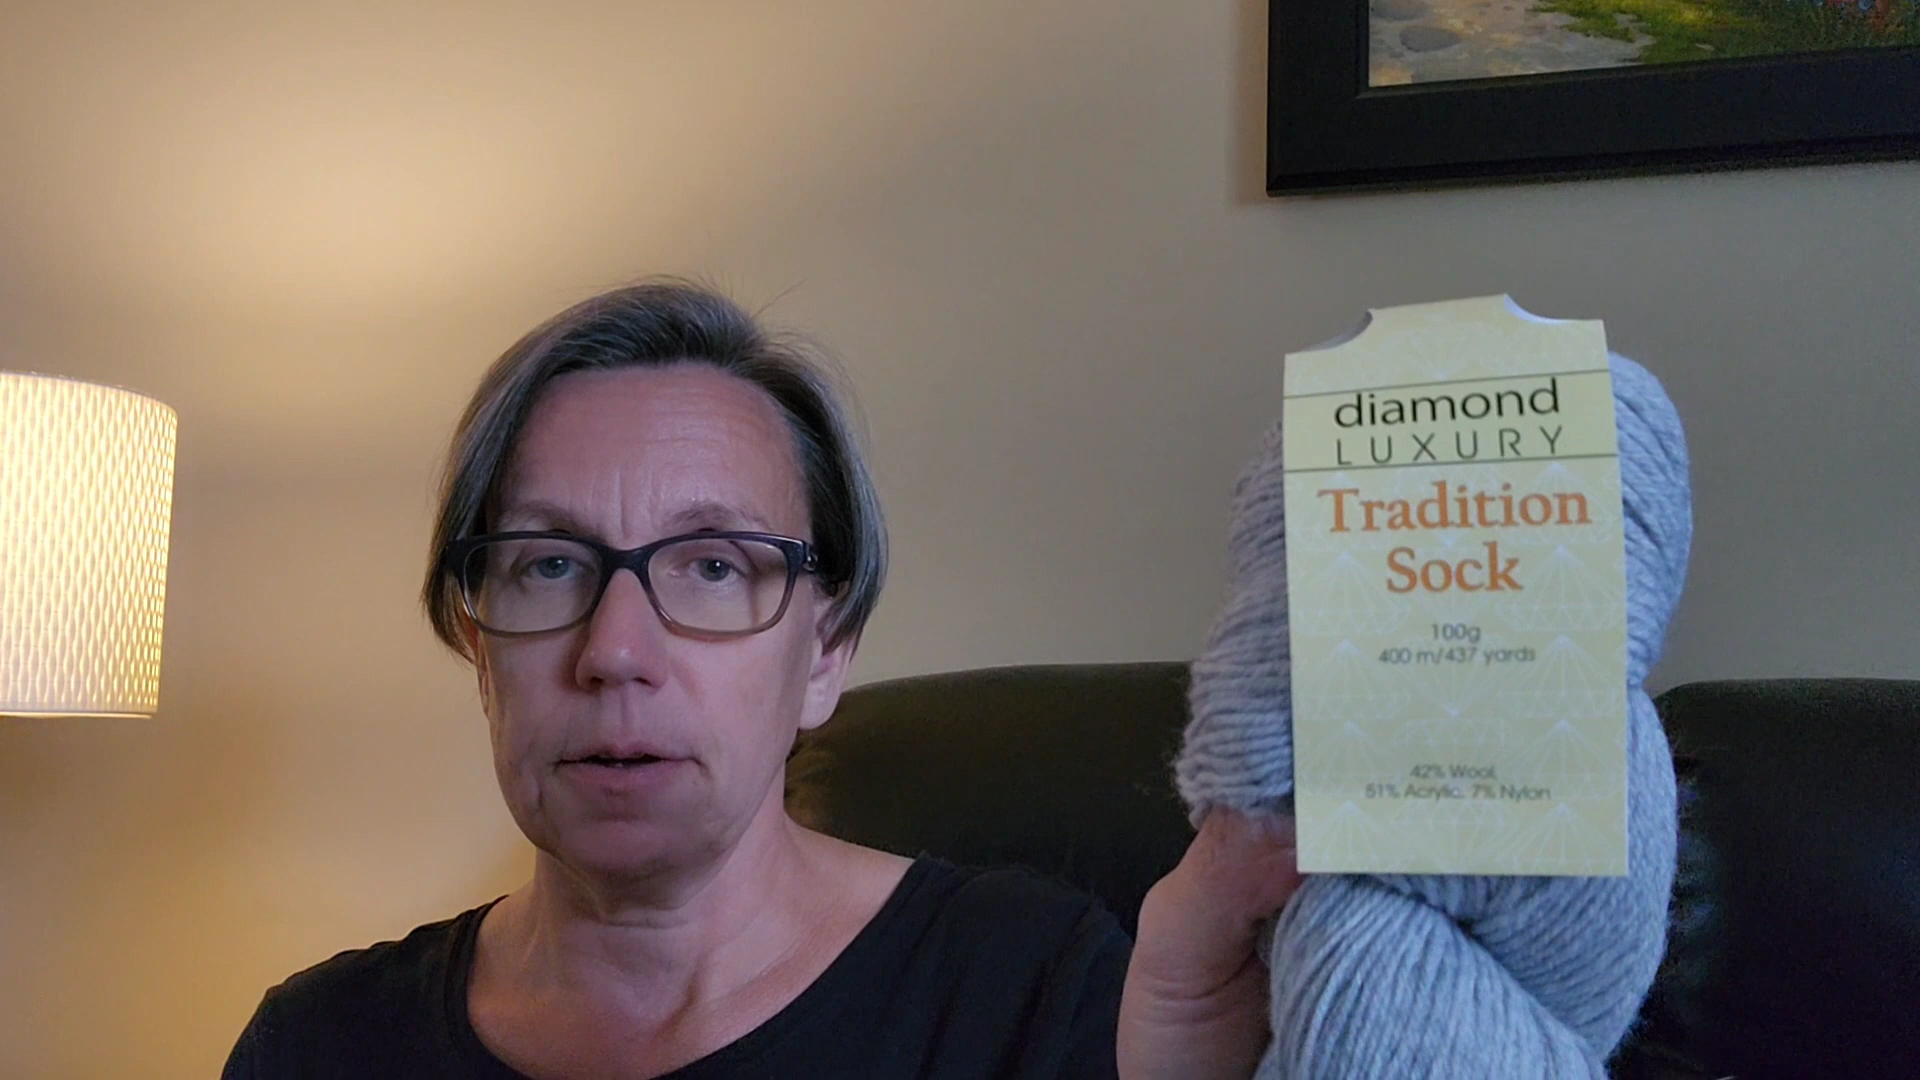 diamond
LUXURY
Tradition
Sock
100g
400 m/437 yards
42% Wool,
51% Acrylic, 7% Nylon